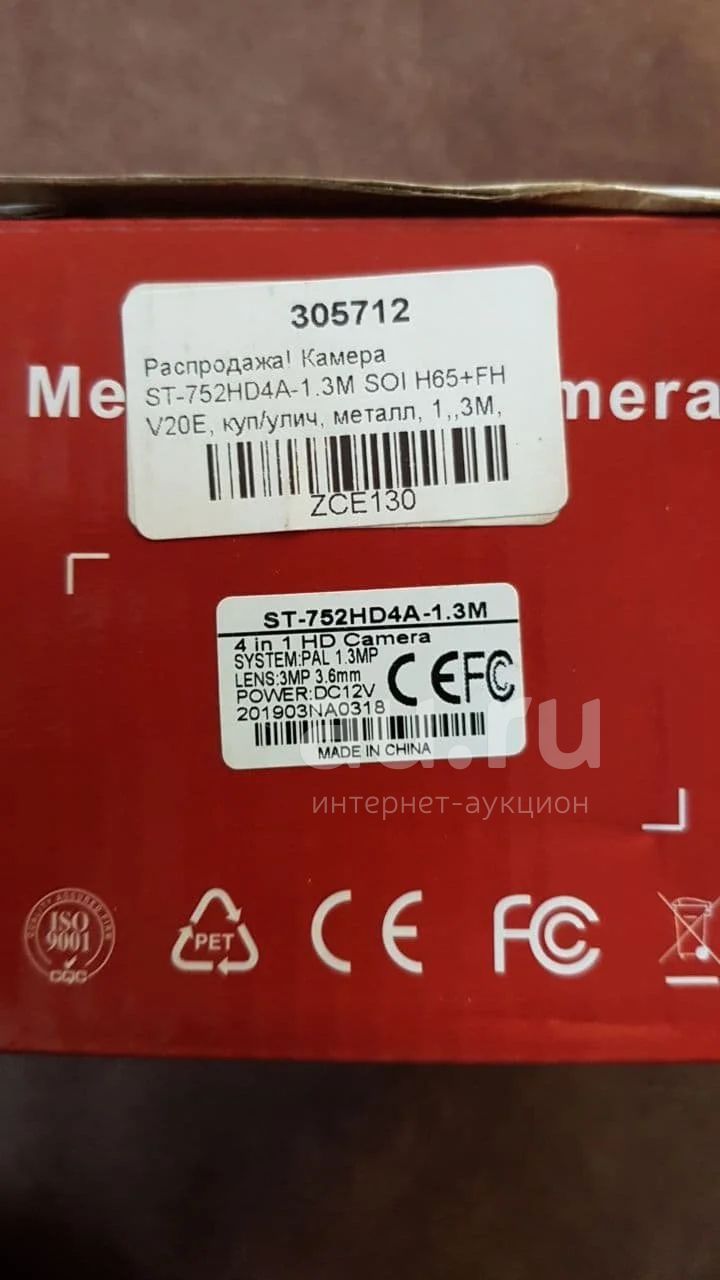 305712
Распродажа! Камера
ST-752HD4A-1.3M SOI H65+FH
V20E, куп/улич, металл, 1,,3M,
ZCE130
Me mera
ST-752HD4A-1.3M
4 in 1 HD Camera
SYSTEM:PAL 1.3MP
LENS:3MP 3.6mm
POWER:DC12V
CE FC
201903NA0318
MADE IN CHINA
au.ru
интернет-аукцион
ISO
9001
CQC
PET
CE
FC